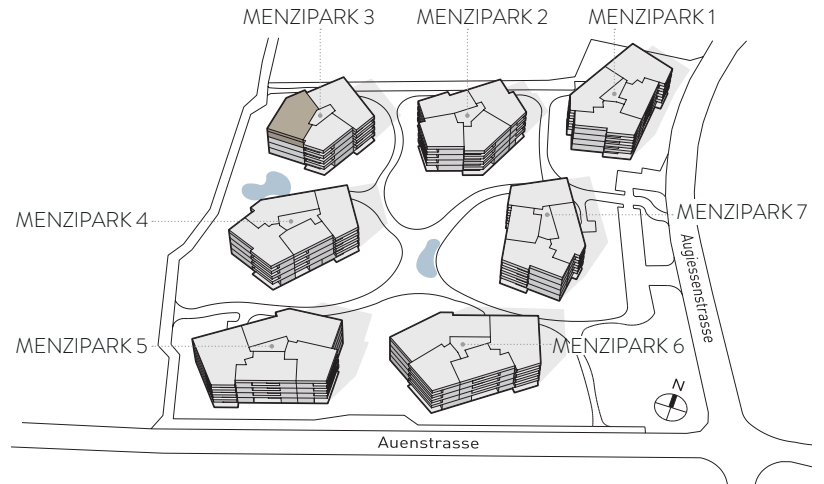 MENZIPARK 3
MENZIPARK 2
MENZIPARK 1
MENZIPARK 4
MENZIPARK 7
Augiessenstrasse
MENZIPARK 5
MENZIPARK 6
N
Auenstrasse